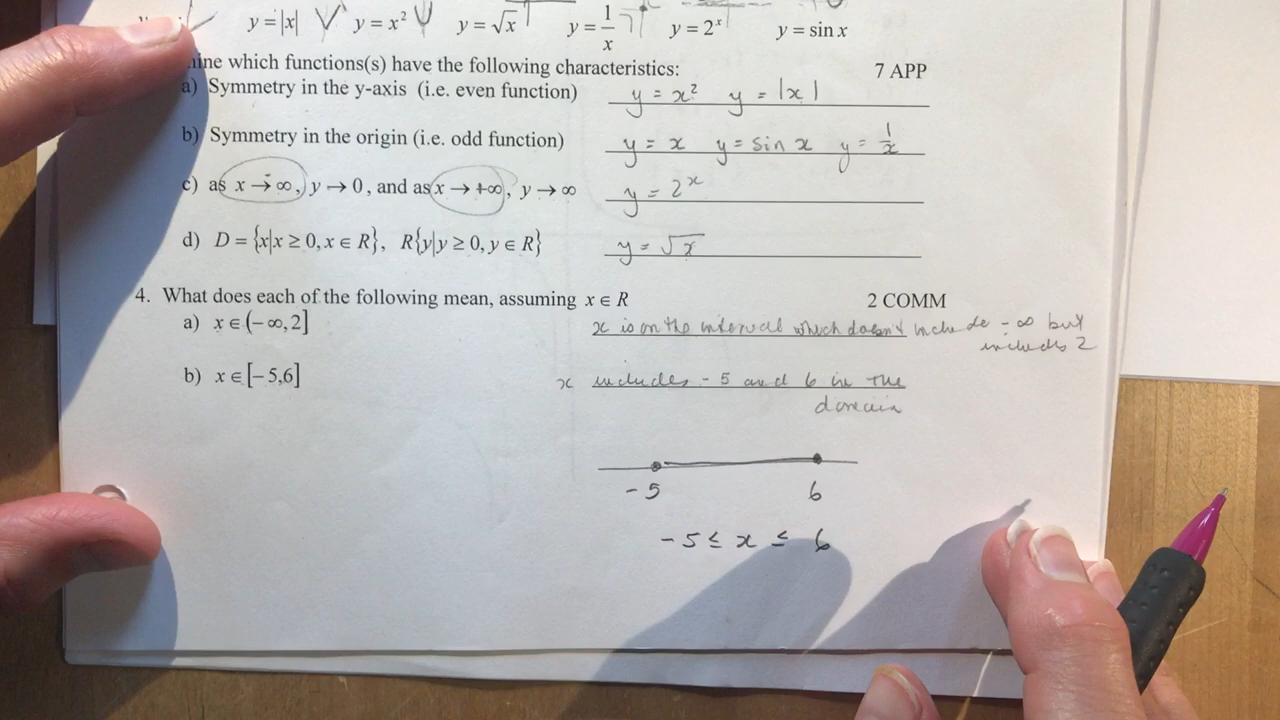 y = |x| y = x² y = √x y = 1/x y = 2ˣ y = sin x
ine which functions(s) have the following characteristics: 7 APP
a) Symmetry in the y-axis (i.e. even function) y = x² y = |x|
b) Symmetry in the origin (i.e. odd function) y = x y = sin x y = 1/x
c) as x → -∞, y → 0, and as x → +∞, y → ∞ y = 2ˣ
d) D = {x|x ≥ 0, x ∈ R}, R{y|y ≥ 0, y ∈ R} y = √x
4. What does each of the following mean, assuming x ∈ R 2 COMM
a) x ∈ (−∞,2] x is on the interval which doesn't include -∞ but
includes 2
b) x ∈ [−5,6] x includes -5 and 6 in the
domain
-5 6
-5 ≤ x ≤ 6